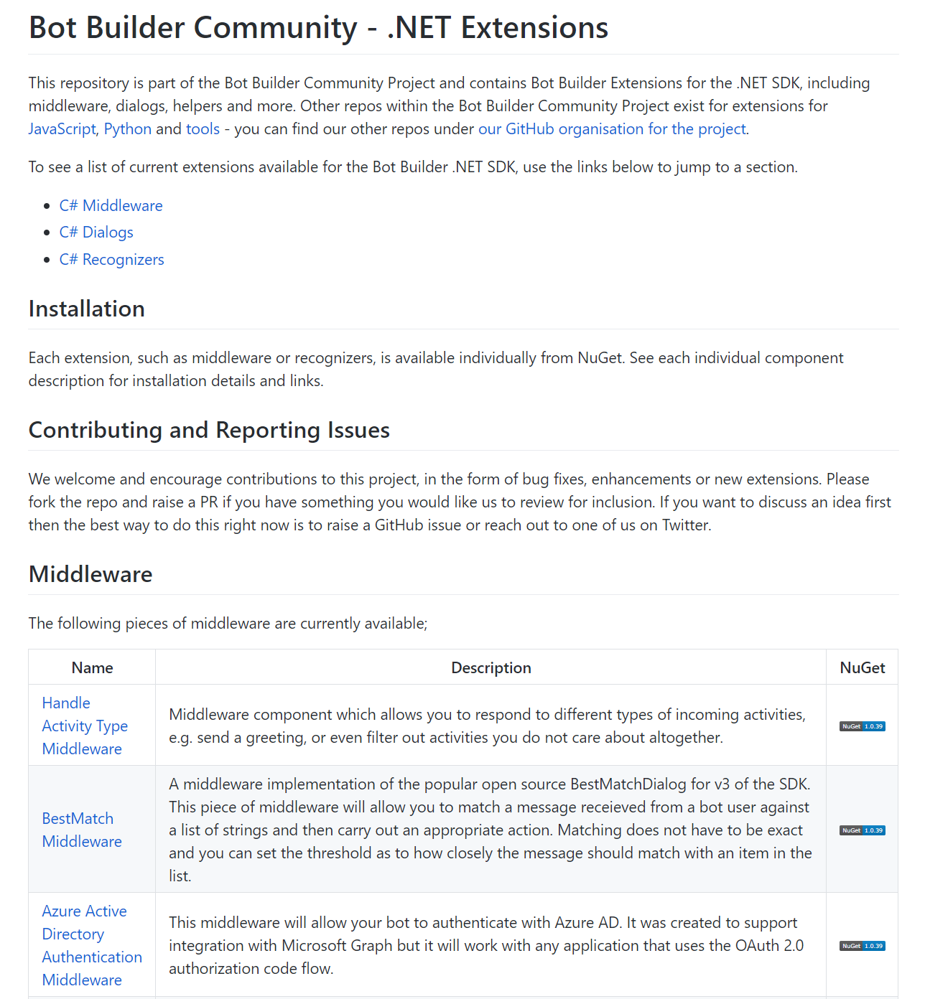 Bot Builder Community - .NET Extensions
This repository is part of the Bot Builder Community Project and contains Bot Builder Extensions for the .NET SDK, including
middleware, dialogs, helpers and more. Other repos within the Bot Builder Community Project exist for extensions for
JavaScript, Python and tools - you can find our other repos under our GitHub organisation for the project.
To see a list of current extensions available for the Bot Builder .NET SDK, use the links below to jump to a section.
• C# Middleware
• C# Dialogs
• C# Recognizers
Installation
Each extension, such as middleware or recognizers, is available individually from NuGet. See each individual component
description for installation details and links.
Contributing and Reporting Issues
We welcome and encourage contributions to this project, in the form of bug fixes, enhancements or new extensions. Please
fork the repo and raise a PR if you have something you would like us to review for inclusion. If you want to discuss an idea first
then the best way to do this right now is to raise a GitHub issue or reach out to one of us on Twitter.
Middleware
The following pieces of middleware are currently available;
Name Description NuGet
Handle
Activity Type
Middleware
Middleware component which allows you to respond to different types of incoming activities,
e.g. send a greeting, or even filter out activities you do not care about altogether.
NuGet 1.0.39
BestMatch
Middleware
A middleware implementation of the popular open source BestMatchDialog for v3 of the SDK.
This piece of middleware will allow you to match a message receieved from a bot user against
a list of strings and then carry out an appropriate action. Matching does not have to be exact
and you can set the threshold as to how closely the message should match with an item in the
list.
NuGet 1.0.39
Azure Active
Directory
Authentication
Middleware
This middleware will allow your bot to authenticate with Azure AD. It was created to support
integration with Microsoft Graph but it will work with any application that uses the OAuth 2.0
authorization code flow.
NuGet 1.0.39